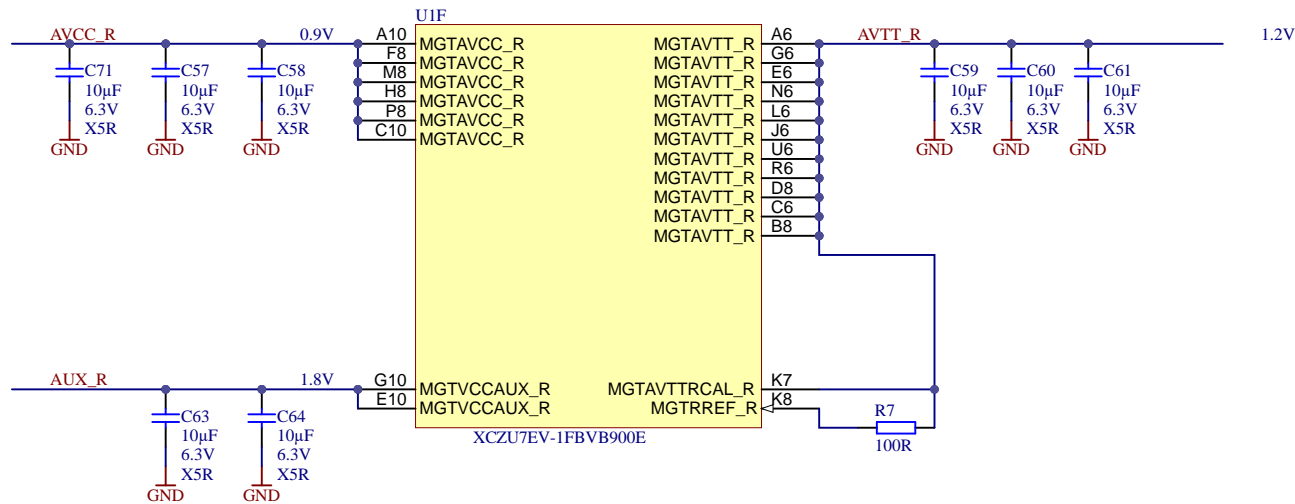 U1F
AVCC_R
0.9V
A10
MGTAVCC_R
F8
MGTAVCC_R
M8
MGTAVCC_R
H8
MGTAVCC_R
P8
MGTAVCC_R
C10
MGTAVCC_R
C71
10µF
6.3V
X5R
GND
C57
10µF
6.3V
X5R
GND
C58
10µF
6.3V
X5R
GND
MGTAVTT_R
A6
MGTAVTT_R
G6
MGTAVTT_R
E6
MGTAVTT_R
N6
MGTAVTT_R
L6
MGTAVTT_R
J6
MGTAVTT_R
U6
MGTAVTT_R
R6
MGTAVTT_R
D8
MGTAVTT_R
C6
MGTAVTT_R
B8
AVTT_R
1.2V
C59
10µF
6.3V
X5R
GND
C60
10µF
6.3V
X5R
GND
C61
10µF
6.3V
X5R
GND
AUX_R
1.8V
G10
MGTVCCAUX_R
E10
MGTVCCAUX_R
C63
10µF
6.3V
X5R
GND
C64
10µF
6.3V
X5R
GND
MGTAVTTRCAL_R
K7
MGTRREF_R
K8
R7
100R
XCZU7EV-1FBVB900E